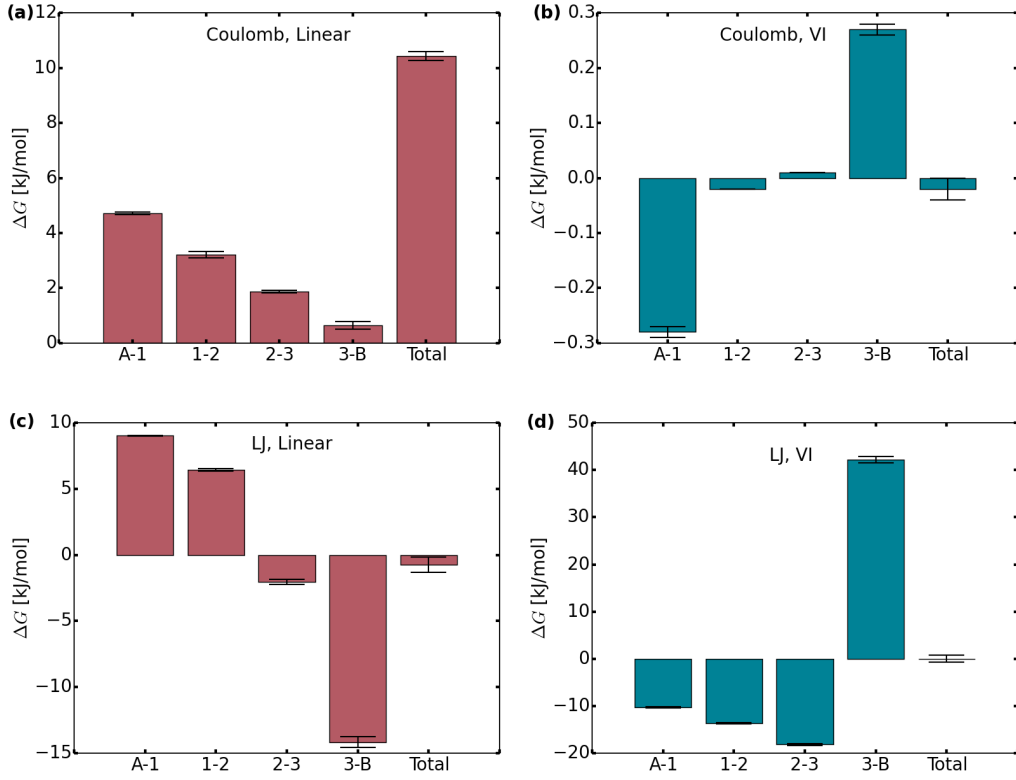 (a)
Coulomb, Linear
ΔG [kJ/mol]
12
10
8
6
4
2
0
A-1 1-2 2-3 3-B Total
(b)
Coulomb, VI
ΔG [kJ/mol]
0.3
0.2
0.1
0.0
−0.1
−0.2
−0.3
A-1 1-2 2-3 3-B Total
(c)
LJ, Linear
ΔG [kJ/mol]
10
5
0
−5
−10
−15
A-1 1-2 2-3 3-B Total
(d)
LJ, VI
ΔG [kJ/mol]
50
40
30
20
10
0
−10
−20
A-1 1-2 2-3 3-B Total